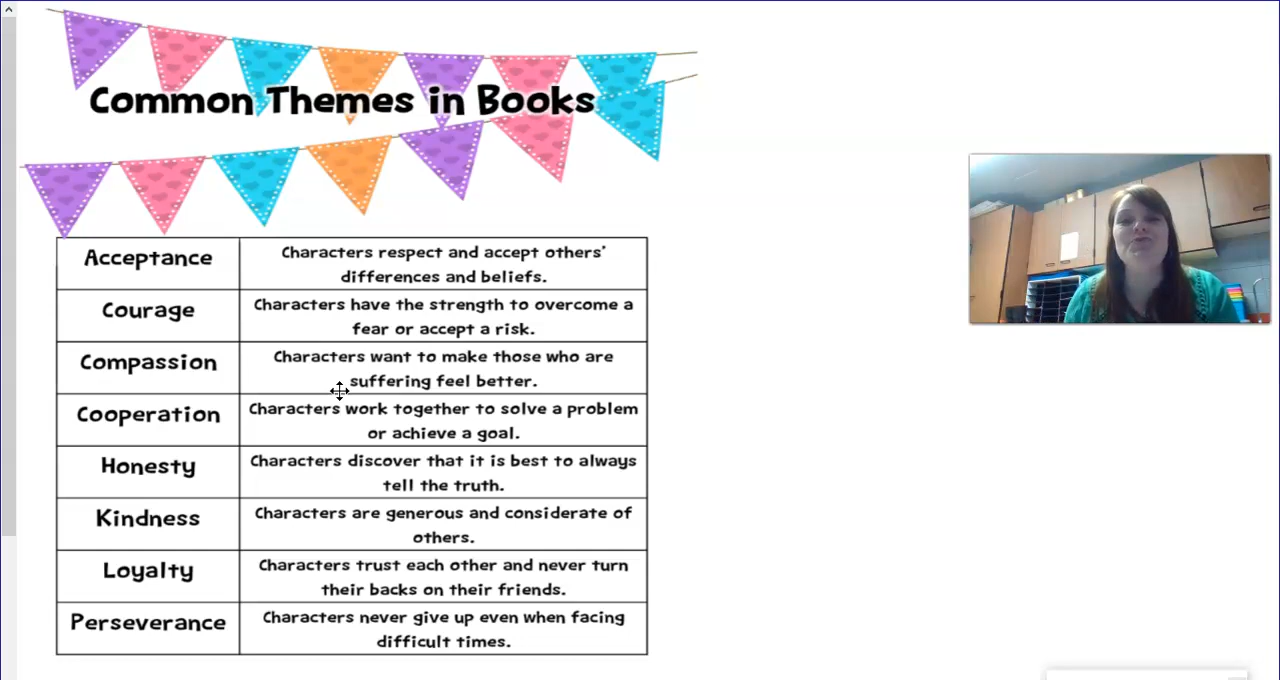 Common Themes in Books
Acceptance
Characters respect and accept others'
differences and beliefs.
Courage
Characters have the strength to overcome a
fear or accept a risk.
Compassion
Characters want to make those who are
suffering feel better.
Cooperation
Characters work together to solve a problem
or achieve a goal.
Honesty
Characters discover that it is best to always
tell the truth.
Kindness
Characters are generous and considerate of
others.
Loyalty
Characters trust each other and never turn
their backs on their friends.
Perseverance
Characters never give up even when facing
difficult times.